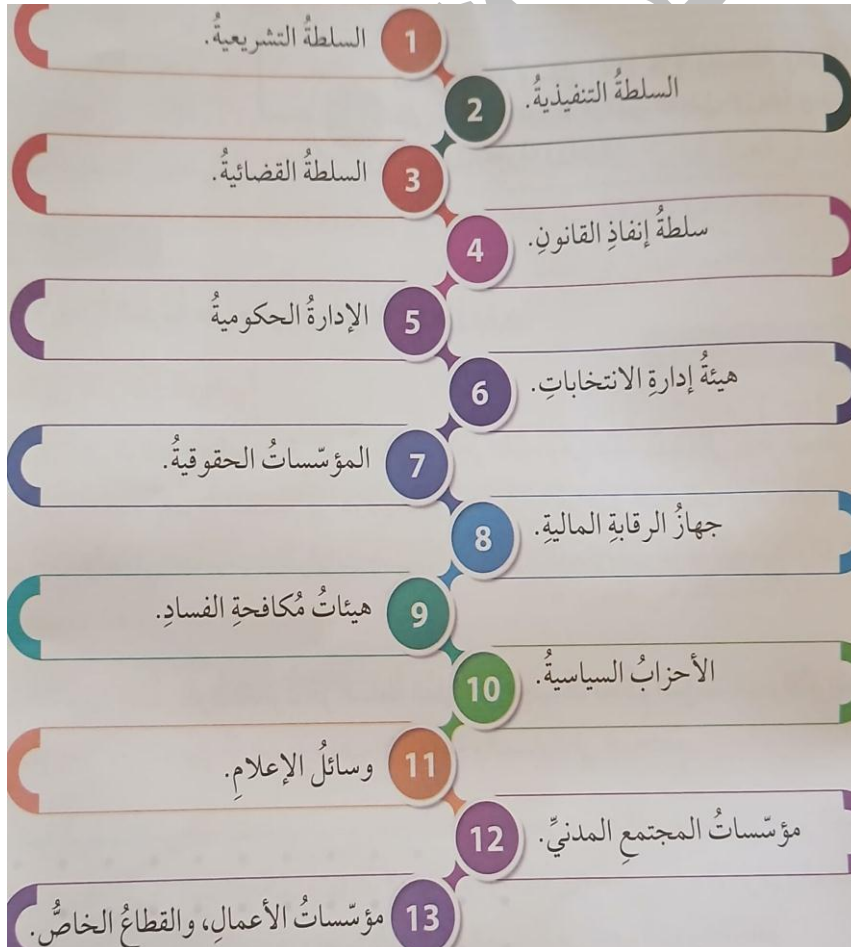 1 السلطةُ التشريعيةُ.
2 السلطةُ التنفيذيةُ.
3 السلطةُ القضائيةُ.
4 سلطةُ إنفاذِ القانونِ.
5 الإدارةُ الحكوميةُ
6 هيئةُ إدارةِ الانتخاباتِ.
7 المؤسّساتُ الحقوقيةُ.
8 جهازُ الرقابةِ الماليةِ.
9 هيئاتُ مُكافحةِ الفسادِ.
10 الأحزابُ السياسيةُ.
11 وسائلُ الإعلامِ.
12 مؤسّساتُ المجتمعِ المدنيِّ.
13 مؤسّساتُ الأعمالِ، والقطاعُ الخاصُّ.